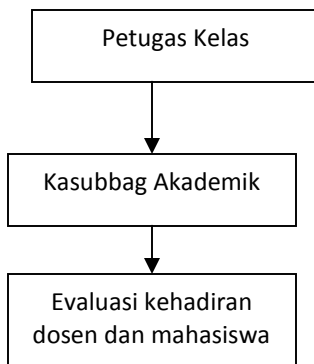 Petugas Kelas
Kasubbag Akademik
Evaluasi kehadiran
dosen dan mahasiswa